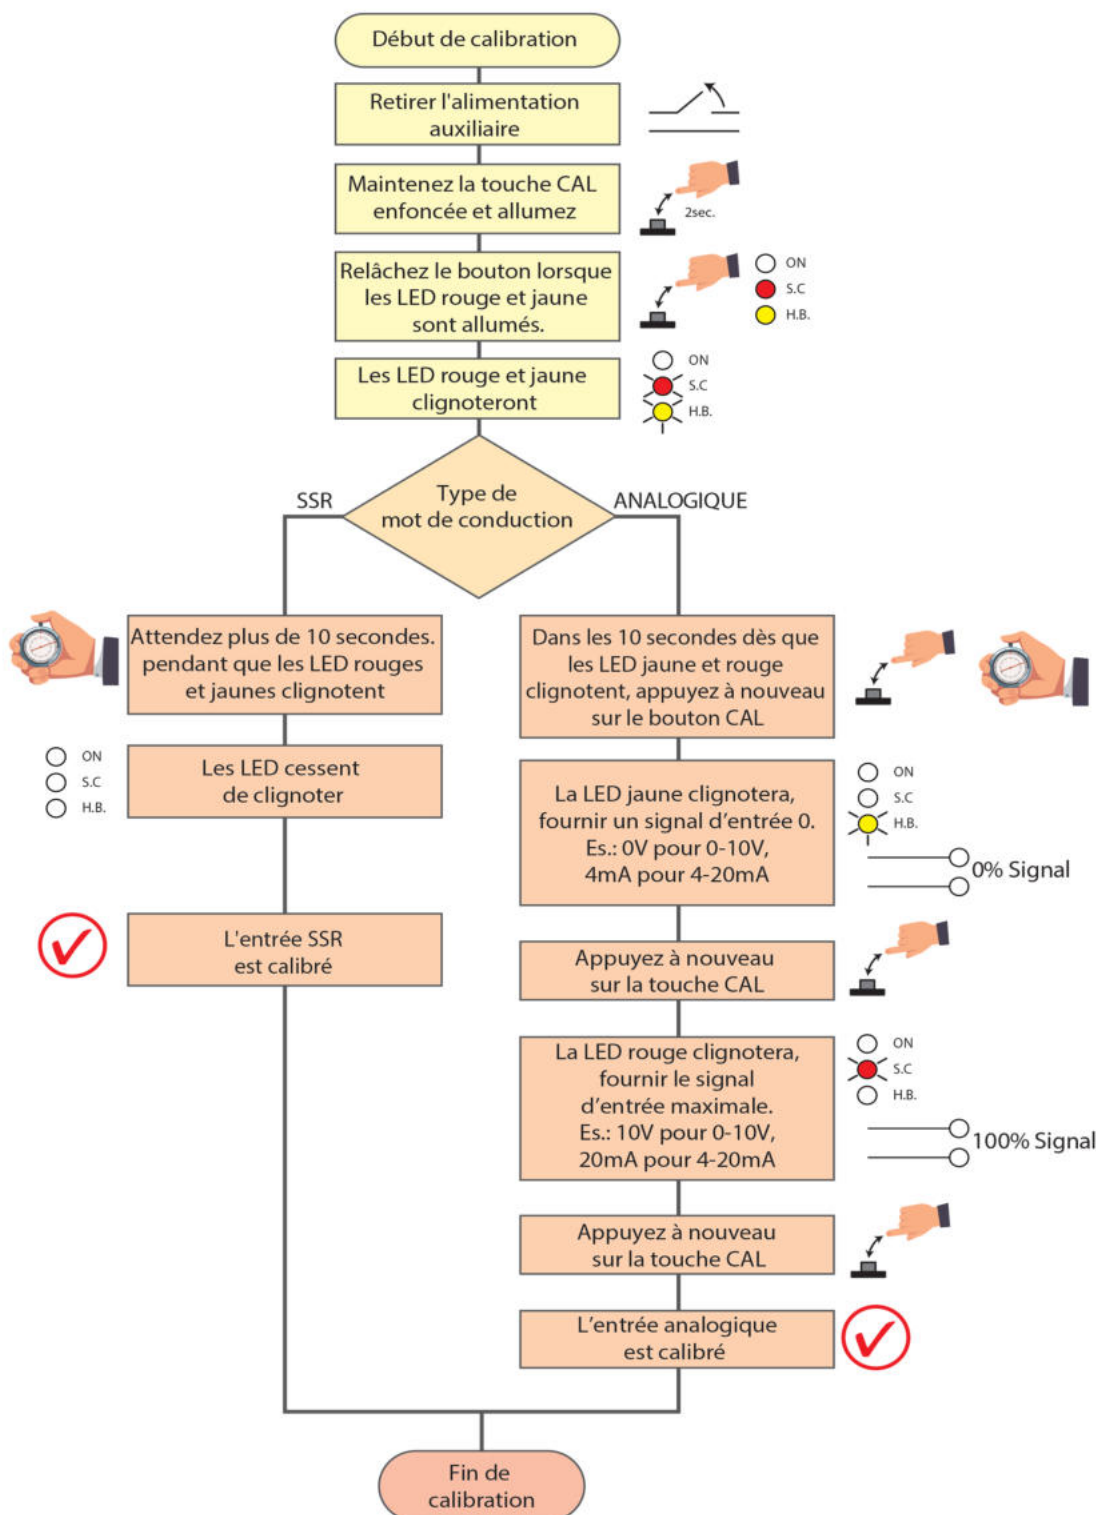 Début de calibration
Retirer l'alimentation
auxiliaire
Maintenez la touche CAL
enfoncée et allumez
2sec.
Relâchez le bouton lorsque
les LED rouge et jaune
sont allumés.
ON
S.C
H.B.
Les LED rouge et jaune
clignoteront
ON
S.C
H.B.
Type de
mot de conduction
SSR
ANALOGIQUE
Attendez plus de 10 secondes.
pendant que les LED rouges
et jaunes clignotent
ON
S.C
H.B.
Les LED cessent
de clignoter
L'entrée SSR
est calibré
Dans les 10 secondes dès que
les LED jaune et rouge
clignotent, appuyez à nouveau
sur le bouton CAL
La LED jaune clignotera,
fournir un signal d’entrée 0.
Es.: 0V pour 0-10V,
4mA pour 4-20mA
ON
S.C
H.B.
0% Signal
Appuyez à nouveau
sur la touche CAL
La LED rouge clignotera,
fournir le signal
d’entrée maximale.
Es.: 10V pour 0-10V,
20mA pour 4-20mA
ON
S.C
H.B.
100% Signal
Appuyez à nouveau
sur la touche CAL
L’entrée analogique
est calibré
Fin de
calibration